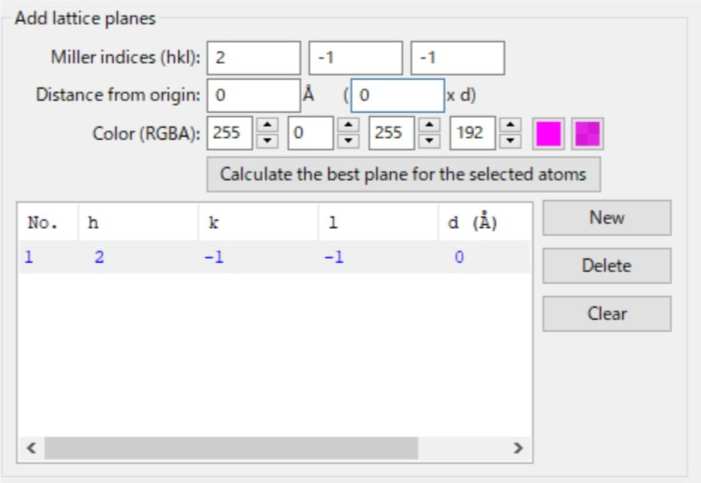 Add lattice planes
Miller indices (hkl): 2 -1 -1
Distance from origin: 0 Å ( 0 x d)
Color (RGBA): 255 0 255 192
Calculate the best plane for the selected atoms
No. h k l d (Å)
1 2 -1 -1 0
New
Delete
Clear